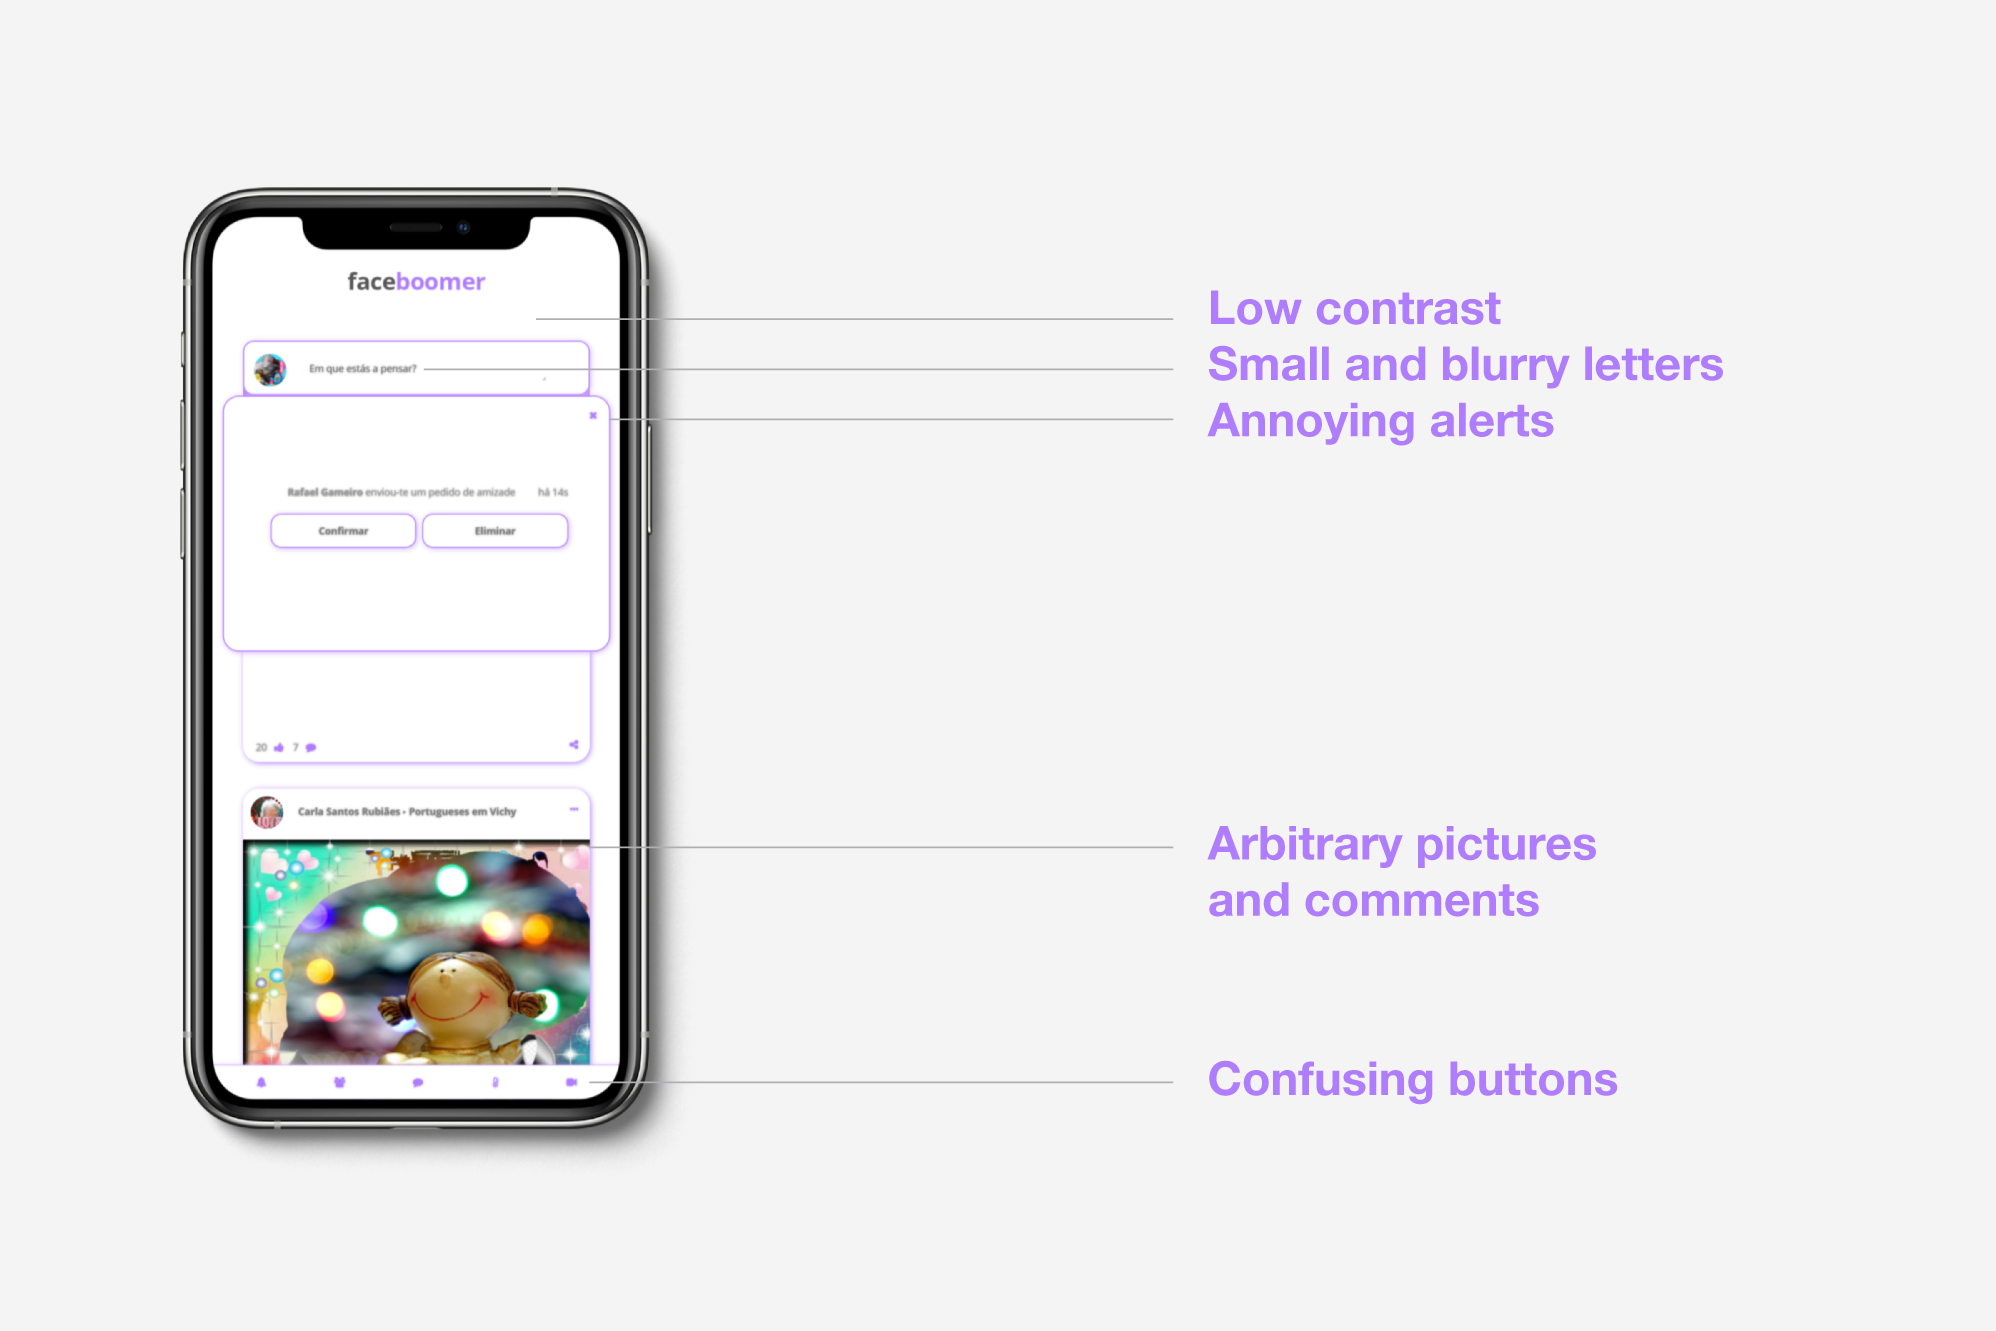 faceboomer
Em que estás a pensar?
Rafael Gameiro enviou-te um pedido de amizade há 14s
Confirmar Eliminar
20 7
Carla Santos Rubiães • Portugueses em Vichy
Low contrast
Small and blurry letters
Annoying alerts
Arbitrary pictures
and comments
Confusing buttons